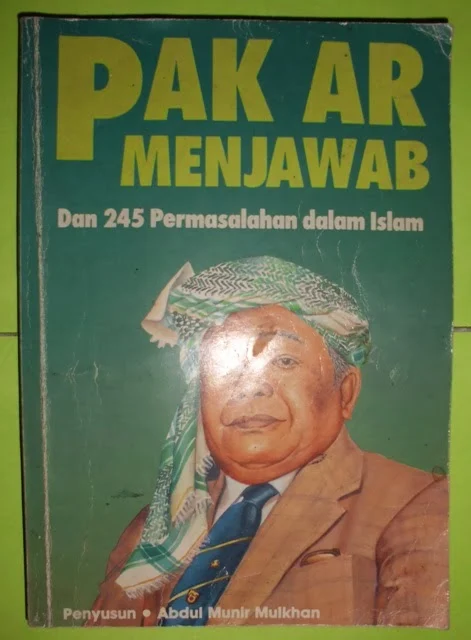 PAK AR
MENJAWAB
Dan 245 Permasalahan dalam Islam
Penyusun • Abdul Munir Mulkhan